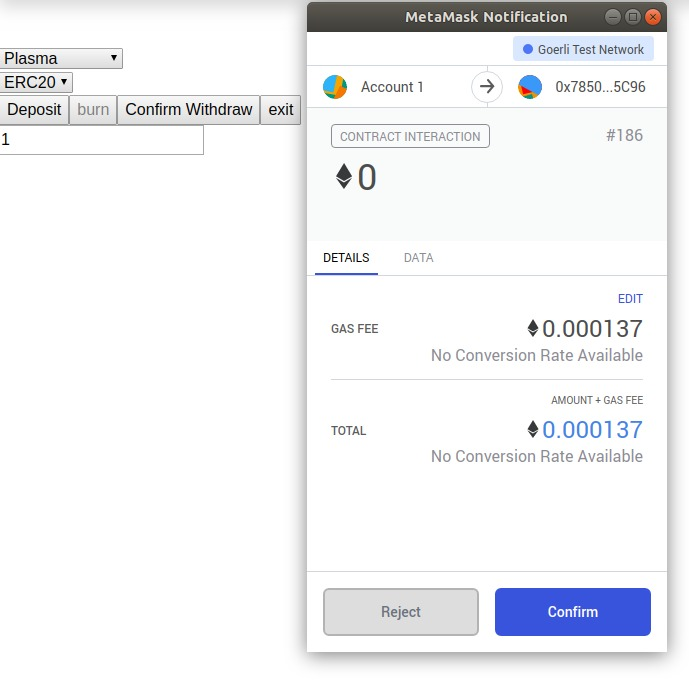 Plasma
ERC20
Deposit burn Confirm Withdraw exit
1
MetaMask Notification
Goerli Test Network
Account 1 0x7850...5C96
CONTRACT INTERACTION #186
0
DETAILS DATA
EDIT
GAS FEE 0.000137
No Conversion Rate Available
AMOUNT + GAS FEE
TOTAL 0.000137
No Conversion Rate Available
Reject Confirm